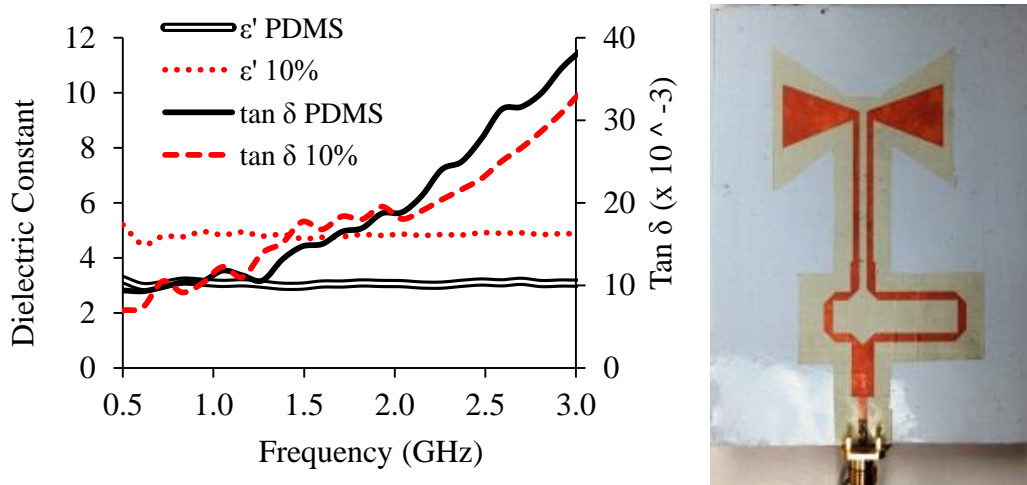 ε' PDMS
ε' 10%
tan δ PDMS
tan δ 10%
12
10
8
6
4
2
0
40
30
20
10
0
0.5 1.0 1.5 2.0 2.5 3.0
Dielectric Constant
Tan δ (x 10 ^ -3)
Frequency (GHz)